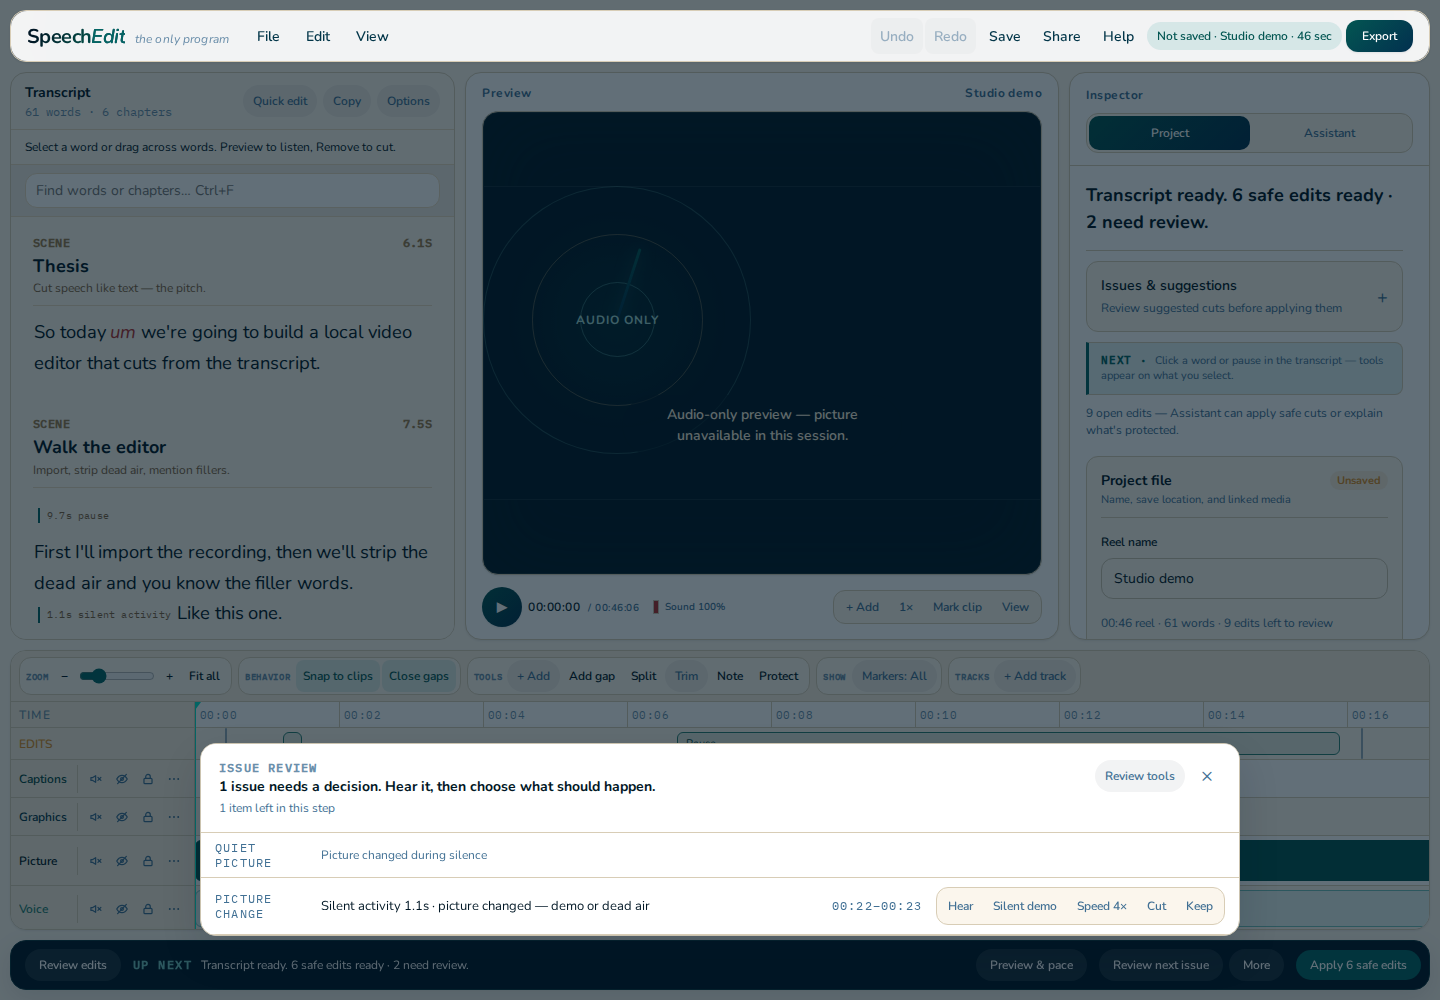 SpeechEdit the only program File Edit View Undo Redo Save Share Help Not saved · Studio demo · 46 sec Export
Transcript
61 words · 6 chapters
Quick edit Copy Options
Select a word or drag across words. Preview to listen, Remove to cut.
Find words or chapters... Ctrl+F
SCENE 6.1S
Thesis
Cut speech like text — the pitch.
So today um we're going to build a local video
editor that cuts from the transcript.
SCENE 7.5S
Walk the editor
Import, strip dead air, mention fillers.
9.7s pause
First I'll import the recording, then we'll strip the
dead air and you know the filler words.
1.1s silent activity Like this one.
Preview Studio demo
AUDIO ONLY
Audio-only preview — picture
unavailable in this session.
00:00:00 / 00:46:06 Sound 100% + Add 1× Mark clip View
Inspector
Project Assistant
Transcript ready. 6 safe edits ready ·
2 need review.
Issues & suggestions
Review suggested cuts before applying them
+
NEXT · Click a word or pause in the transcript — tools
appear on what you select.
9 open edits — Assistant can apply safe cuts or explain
what's protected.
Project file Unsaved
Name, save location, and linked media
Reel name
Studio demo
00:46 reel · 61 words · 9 edits left to review
ZOOM − + Fit all BEHAVIOR Snap to clips Close gaps TOOLS + Add Add gap Split Trim Note Protect SHOW Markers: All TRACKS + Add track
TIME 00:00 00:02 00:04 00:06 00:08 00:10 00:12 00:14 00:16
EDITS Pause
Captions
Graphics
Picture
Voice
ISSUE REVIEW
1 issue needs a decision. Hear it, then choose what should happen.
1 item left in this step
Review tools ×
QUIET
PICTURE
Picture changed during silence
PICTURE
CHANGE
Silent activity 1.1s · picture changed — demo or dead air 00:22–00:23 Hear Silent demo Speed 4× Cut Keep
Review edits UP NEXT Transcript ready. 6 safe edits ready · 2 need review. Preview & pace Review next issue More Apply 6 safe edits